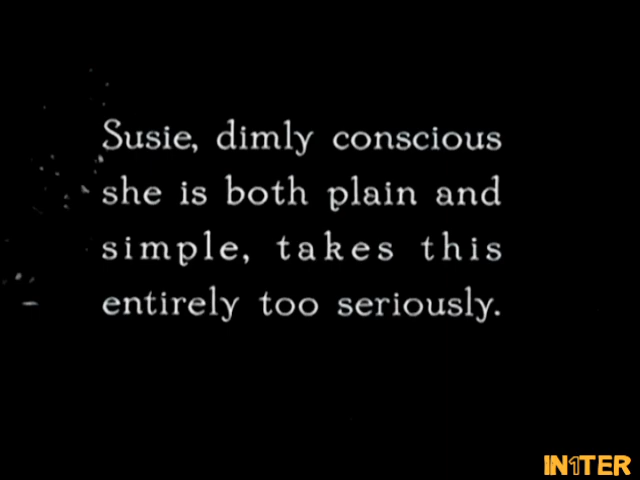 Susie, dimly conscious
she is both plain and
simple, takes this
entirely too seriously.
IN1TER